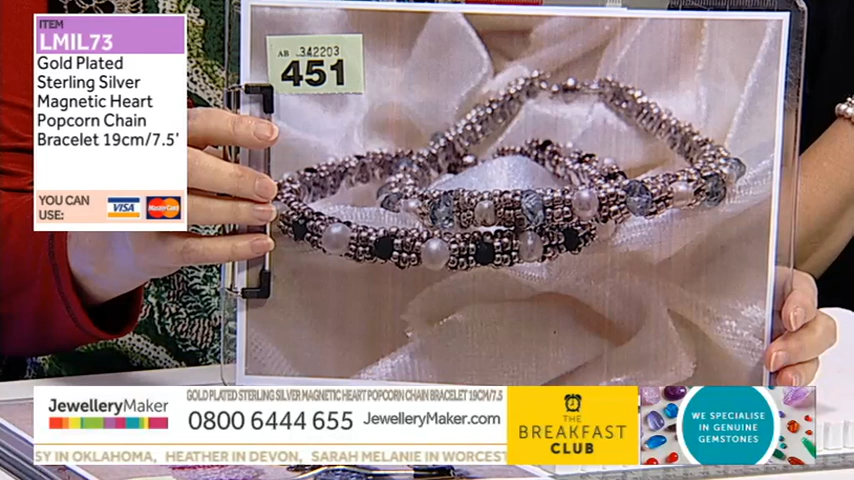 ITEM
LMIL73
Gold Plated
Sterling Silver
Magnetic Heart
Popcorn Chain
Bracelet 19cm/7.5'
YOU CAN
USE:
VISA
MasterCard
AB .342203
451
JewelleryMaker
GOLD PLATED STERLING SILVER MAGNETIC HEART POPCORN CHAIN BRACELET 19CM/7.5
0800 6444 655
JewelleryMaker.com
THE
BREAKFAST
CLUB
WE SPECIALISE
IN GENUINE
GEMSTONES
SY IN OKLAHOMA, HEATHER IN DEVON, SARAH MELANIE IN WORCEST